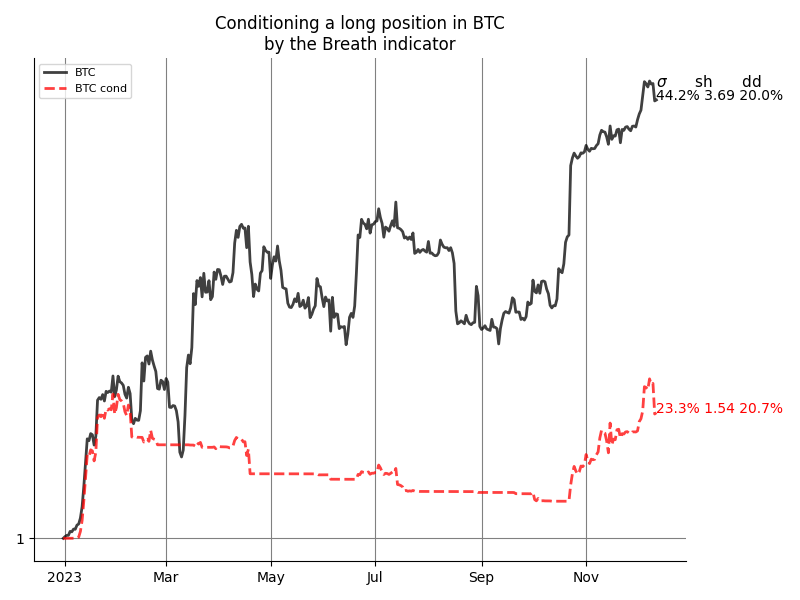 Conditioning a long position in BTC
by the Breath indicator
BTC
BTC cond
σ sh dd
44.2% 3.69 20.0%
23.3% 1.54 20.7%
1
2023 Mar May Jul Sep Nov